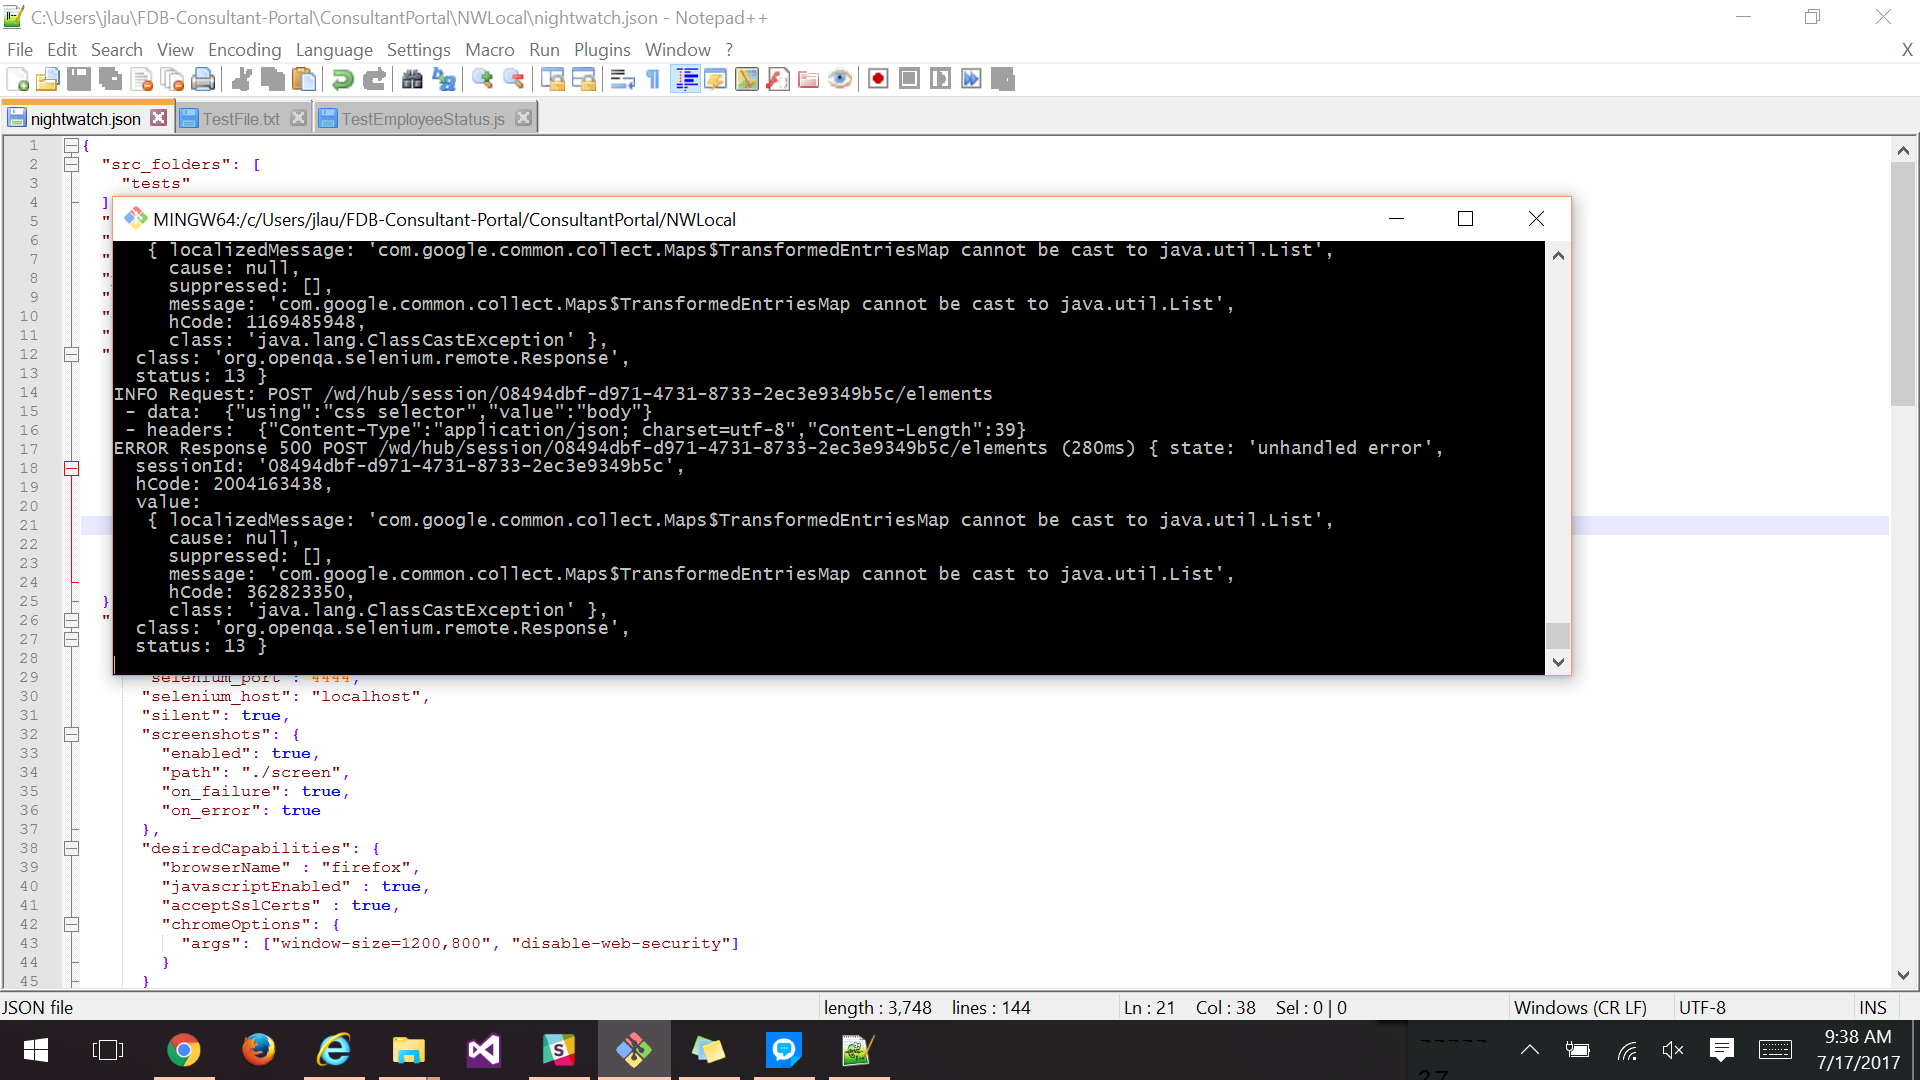 C:\Users\jlau\FDB-Consultant-Portal\ConsultantPortal\NWLocal\nightwatch.json - Notepad++
File Edit Search View Encoding Language Settings Macro Run Plugins Window ? X
nightwatch.json TestFile.txt TestEmployeeStatus.js
1 {
2 "src_folders": [
3 "tests"
4 ]
5 "
6 "
7 "
8 "
9 "
10 "
11 "
12 "
13
14
15
16
17
18
19
20
21
22
23
24
25 }
26 "
27
28
MINGW64:/c/Users/jlau/FDB-Consultant-Portal/ConsultantPortal/NWLocal
{ localizedMessage: 'com.google.common.collect.Maps$TransformedEntriesMap cannot be cast to java.util.List',
cause: null,
suppressed: [],
message: 'com.google.common.collect.Maps$TransformedEntriesMap cannot be cast to java.util.List',
hCode: 1169485948,
class: 'java.lang.ClassCastException' },
class: 'org.openqa.selenium.remote.Response',
status: 13 }
INFO Request: POST /wd/hub/session/08494dbf-d971-4731-8733-2ec3e9349b5c/elements
- data: {"using":"css selector","value":"body"}
- headers: {"Content-Type":"application/json; charset=utf-8","Content-Length":39}
ERROR Response 500 POST /wd/hub/session/08494dbf-d971-4731-8733-2ec3e9349b5c/elements (280ms) { state: 'unhandled error',
sessionId: '08494dbf-d971-4731-8733-2ec3e9349b5c',
hCode: 2004163438,
value:
{ localizedMessage: 'com.google.common.collect.Maps$TransformedEntriesMap cannot be cast to java.util.List',
cause: null,
suppressed: [],
message: 'com.google.common.collect.Maps$TransformedEntriesMap cannot be cast to java.util.List',
hCode: 362823350,
class: 'java.lang.ClassCastException' },
class: 'org.openqa.selenium.remote.Response',
status: 13 }
29 "selenium_port": 4444,
30 "selenium_host": "localhost",
31 "silent": true,
32 "screenshots": {
33 "enabled": true,
34 "path": "./screen",
35 "on_failure": true,
36 "on_error": true
37 },
38 "desiredCapabilities": {
39 "browserName" : "firefox",
40 "javascriptEnabled" : true,
41 "acceptSslCerts" : true,
42 "chromeOptions": {
43 "args": ["window-size=1200,800", "disable-web-security"]
44 }
45 }
JSON file length : 3,748 lines : 144 Ln : 21 Col : 38 Sel : 0 | 0 Windows (CR LF) UTF-8 INS
9:38 AM
7/17/2017